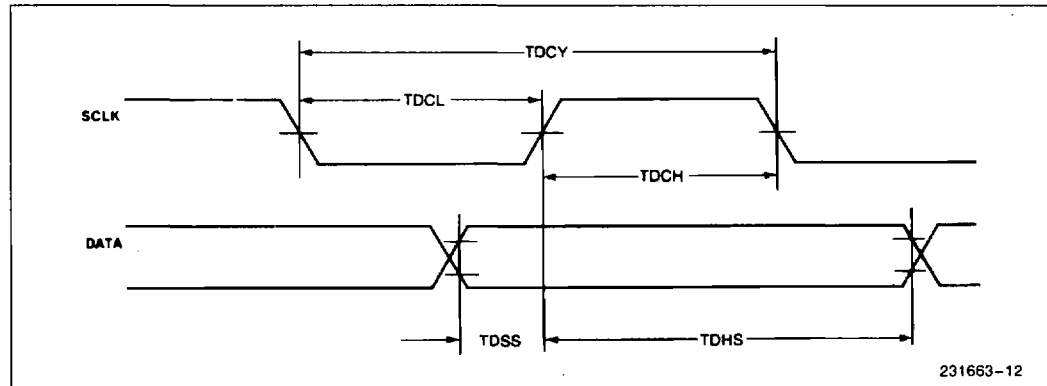 TDCY
TDCL
SCLK
TDCH
DATA
TDSS
TDHS
231663-12